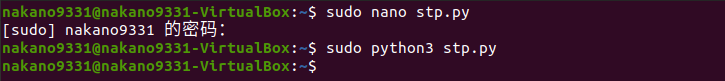 nakano9331@nakano9331-VirtualBox:~$ sudo nano stp.py
[sudo] nakano9331 的密码：
nakano9331@nakano9331-VirtualBox:~$ sudo python3 stp.py
nakano9331@nakano9331-VirtualBox:~$